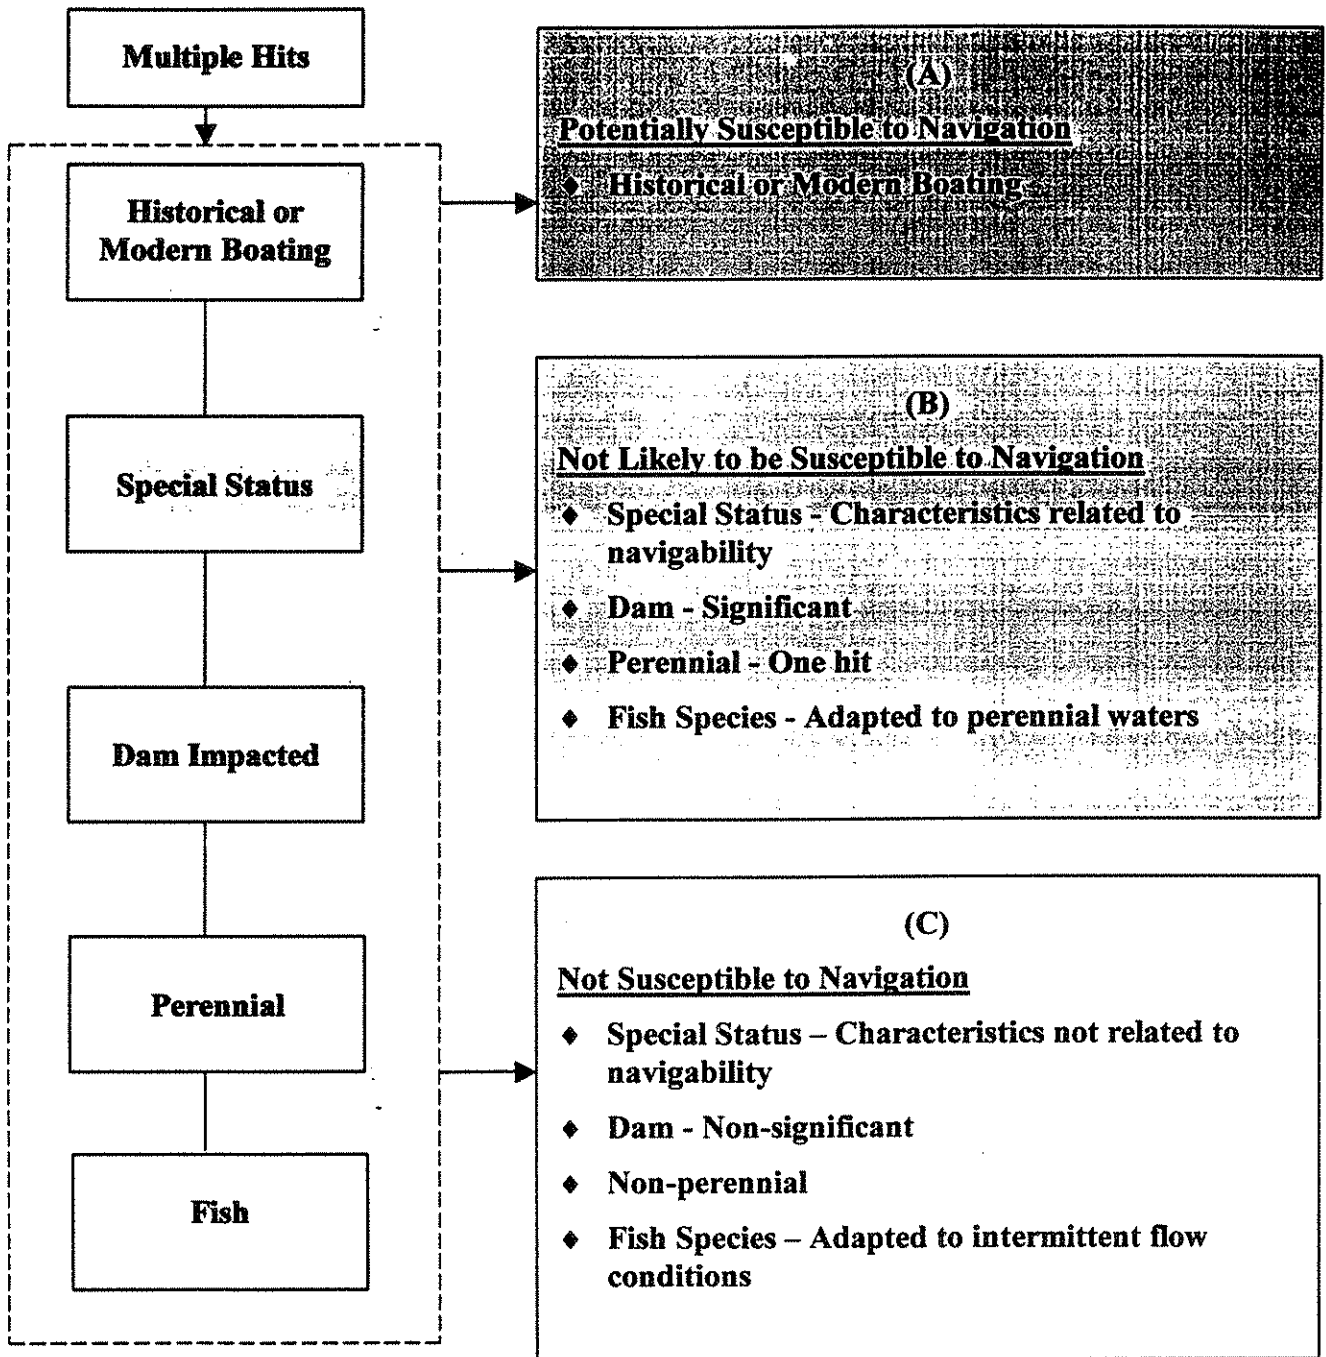 Multiple Hits
Historical or
Modern Boating
Special Status
Dam Impacted
Perennial
Fish
(A)
Potentially Susceptible to Navigation
♦ Historical or Modern Boating
(B)
Not Likely to be Susceptible to Navigation
♦ Special Status - Characteristics related to
navigability
♦ Dam - Significant
♦ Perennial - One hit
♦ Fish Species - Adapted to perennial waters
(C)
Not Susceptible to Navigation
♦ Special Status – Characteristics not related to
navigability
♦ Dam - Non-significant
♦ Non-perennial
♦ Fish Species – Adapted to intermittent flow
conditions